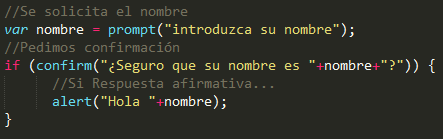 //Se solicita el nombre
var nombre = prompt("introduzca su nombre");
//Pedimos confirmación
if (confirm("¿Seguro que su nombre es "+nombre+"?")) {
//Si Respuesta afirmativa...
alert("Hola "+nombre);
}